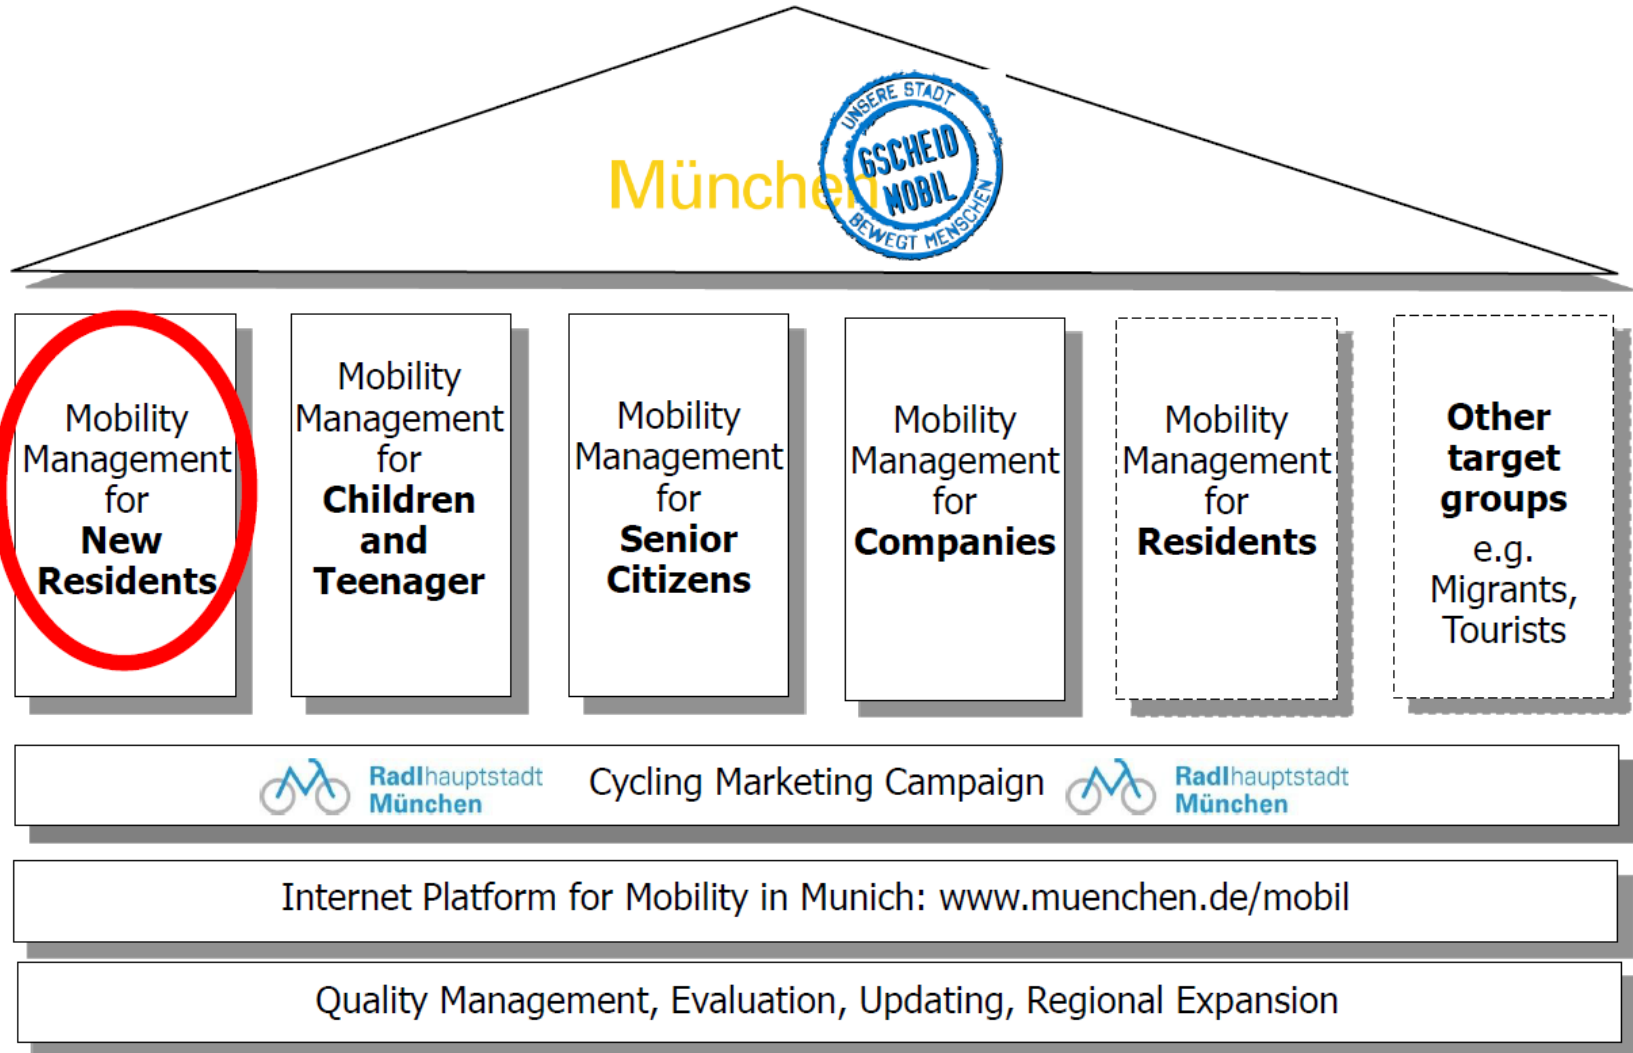 München
UNSERE STADT
GSCHEID
MOBIL
BEWEGT MENSCHEN
Mobility
Management
for
New
Residents
Mobility
Management
for
Children
and
Teenager
Mobility
Management
for
Senior
Citizens
Mobility
Management
for
Companies
Mobility
Management
for
Residents
Other
target
groups
e.g.
Migrants,
Tourists
Radlhauptstadt
München
Cycling Marketing Campaign
Radlhauptstadt
München
Internet Platform for Mobility in Munich: www.muenchen.de/mobil
Quality Management, Evaluation, Updating, Regional Expansion